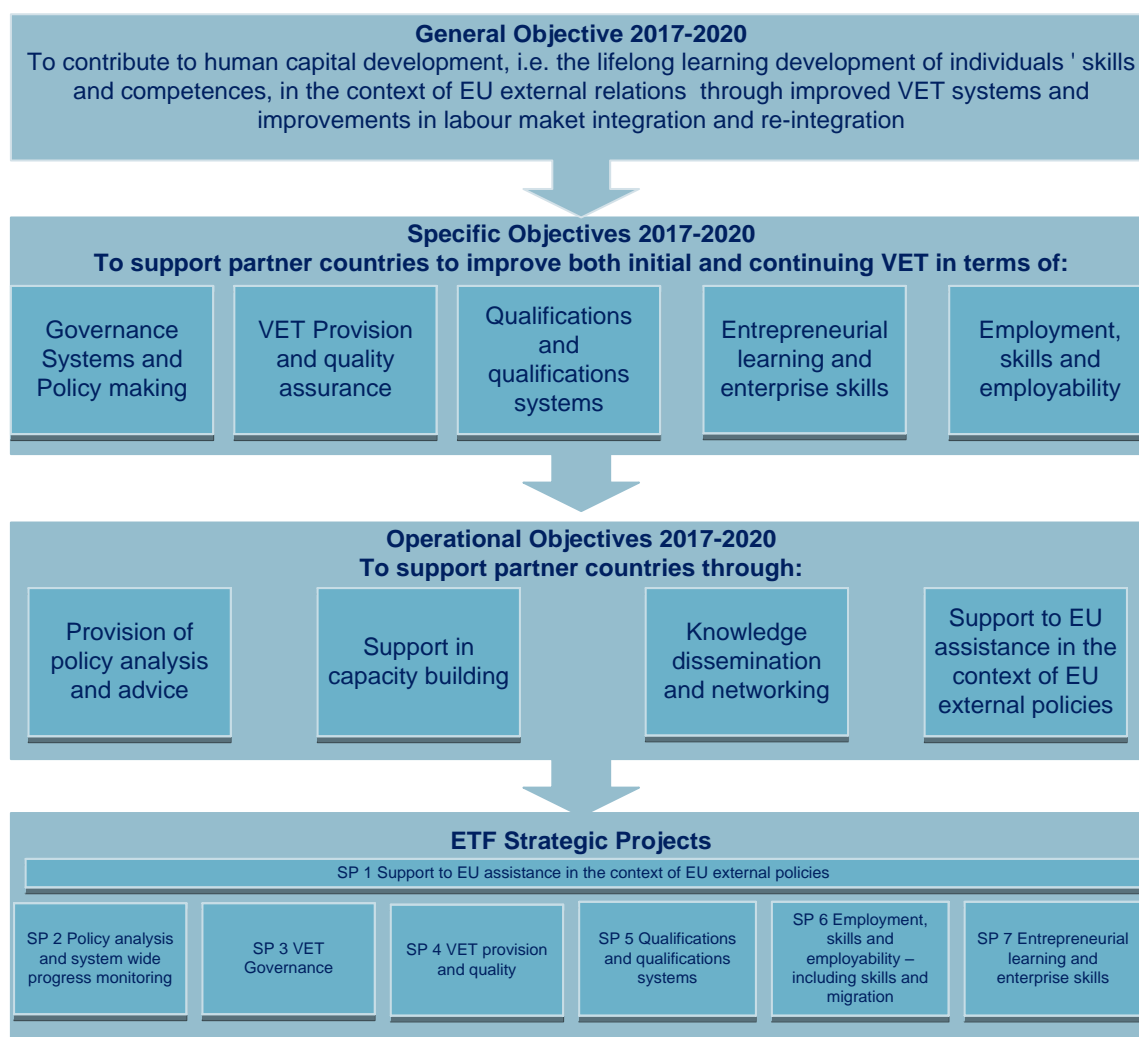 General Objective 2017-2020
To contribute to human capital development, i.e. the lifelong learning development of individuals ' skills
and competences, in the context of EU external relations through improved VET systems and
improvements in labour maket integration and re-integration
Specific Objectives 2017-2020
To support partner countries to improve both initial and continuing VET in terms of:
Governance
Systems and
Policy making
VET Provision
and quality
assurance
Qualifications
and
qualifications
systems
Entrepreneurial
learning and
enterprise skills
Employment,
skills and
employability
Operational Objectives 2017-2020
To support partner countries through:
Provision of
policy analysis
and advice
Support in
capacity building
Knowledge
dissemination
and networking
Support to EU
assistance in the
context of EU
external policies
ETF Strategic Projects
SP 1 Support to EU assistance in the context of EU external policies
SP 2 Policy analysis
and system wide
progress monitoring
SP 3 VET
Governance
SP 4 VET provision
and quality
SP 5 Qualifications
and qualifications
systems
SP 6 Employment,
skills and
employability –
including skills and
migration
SP 7 Entrepreneurial
learning and
enterprise skills